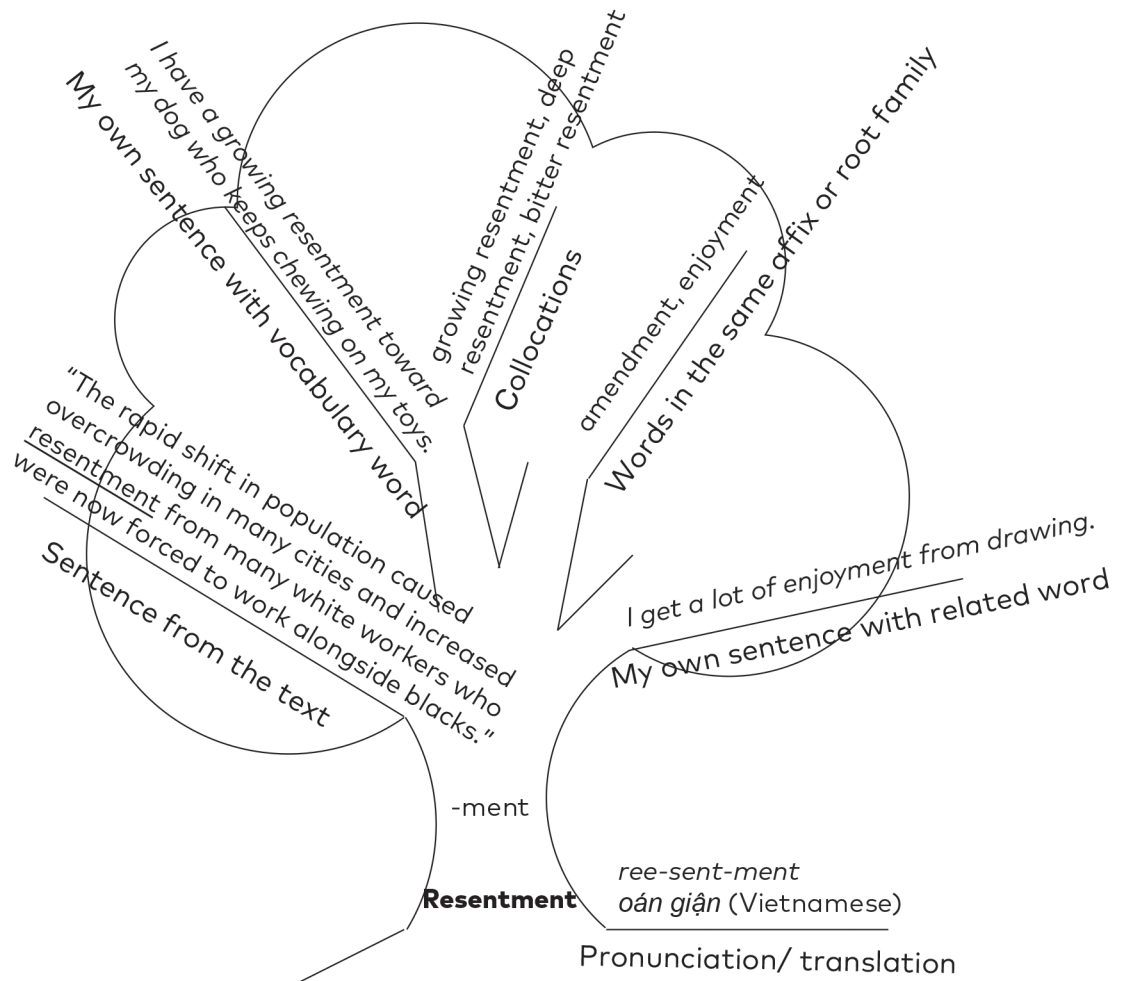 I have a growing resentment toward
my dog who keeps chewing on my toys.
My own sentence with vocabulary word
growing resentment, deep
resentment, bitter resentment
Collocations
amendment, enjoyment
Words in the same affix or root family
"The rapid shift in population caused
overcrowding in many cities and increased
resentment from many white workers who
were now forced to work alongside blacks."
Sentence from the text
I get a lot of enjoyment from drawing.
My own sentence with related word
-ment
Resentment
ree-sent-ment
oán giận (Vietnamese)
Pronunciation/ translation